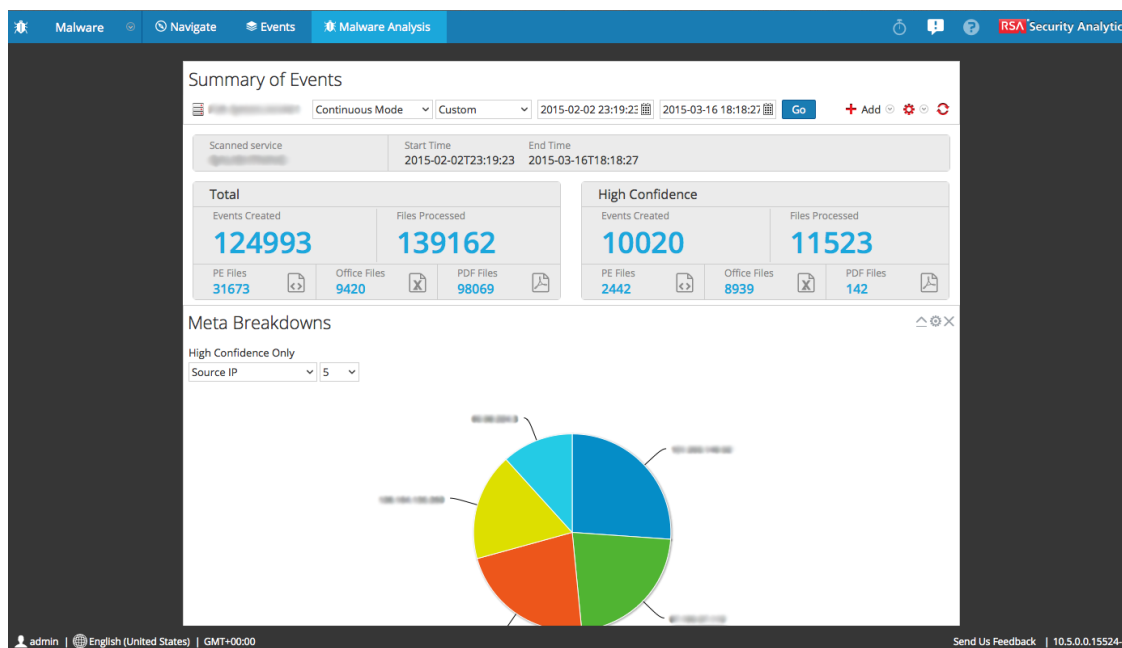 Malware Navigate Events Malware Analysis RSA Security Analytic
Summary of Events
Continuous Mode Custom 2015-02-02 23:19:23 2015-03-16 18:18:27 Go Add
Scanned service Start Time End Time
2015-02-02T23:19:23 2015-03-16T18:18:27
Total High Confidence
Events Created Files Processed Events Created Files Processed
124993 139162 10020 11523
PE Files Office Files PDF Files PE Files Office Files PDF Files
31673 9420 98069 2442 8939 142
Meta Breakdowns
High Confidence Only
Source IP 5
admin | English (United States) | GMT+00:00 Send Us Feedback | 10.5.0.0.15524-